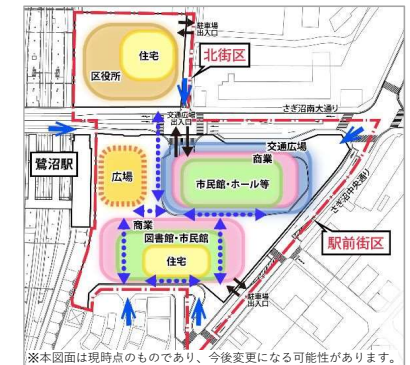 駐車場
出入口
住宅
区役所
北街区
交通広場
出入口
さぎ沼南大通り
鷺沼駅
交通広場
商業
広場
市民館・ホール等
さぎ沼中央通り
商業
図書館・市民館
住宅
駅前街区
駐車場
出入口
※本図面は現時点のものであり、今後変更になる可能性があります。